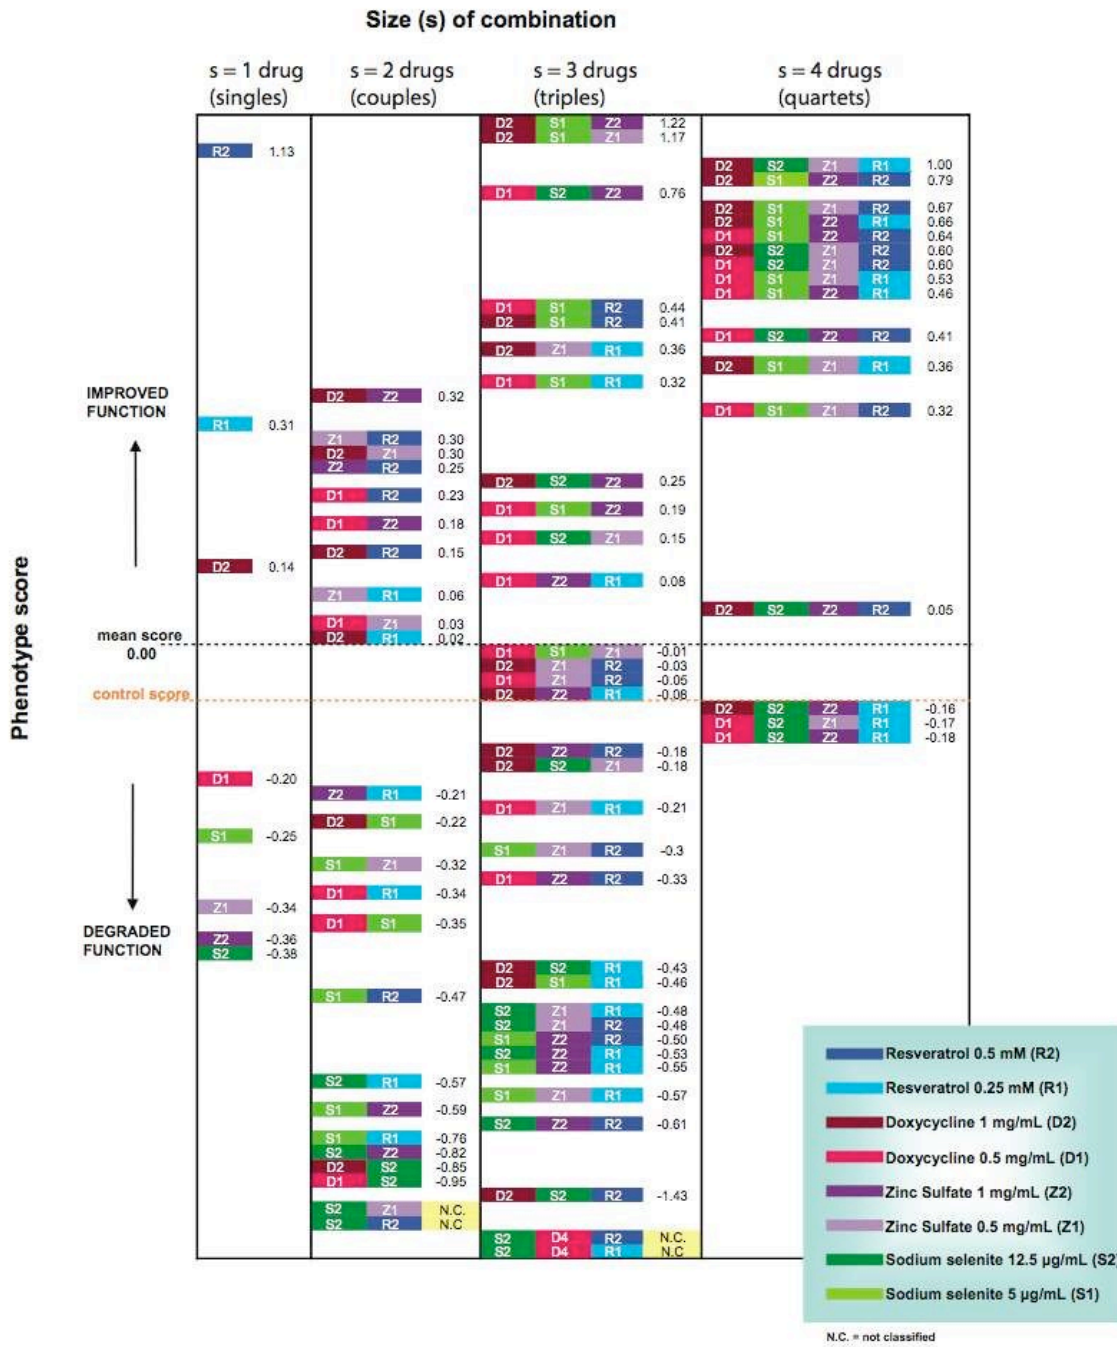 Size (s) of combination
s = 1 drug
(singles)
s = 2 drugs
(couples)
s = 3 drugs
(triples)
s = 4 drugs
(quartets)
Phenotype score
IMPROVED
FUNCTION
mean score
0.00
control score
DEGRADED
FUNCTION
R2 1.13
R1 0.31
D2 0.14
D1 -0.20
S1 -0.25
Z1 -0.34
Z2 -0.36
S2 -0.38
D2 Z2 0.32
Z1 R2 0.30
D2 Z1 0.30
Z2 R2 0.25
D1 R2 0.23
D1 Z2 0.18
D2 R2 0.15
Z1 R1 0.06
D1 Z1 0.03
D2 R1 0.02
Z2 R1 -0.21
D2 S1 -0.22
S1 Z1 -0.32
D1 R1 -0.34
D1 S1 -0.35
S1 R2 -0.47
S2 R1 -0.57
S1 Z2 -0.59
S1 R1 -0.76
S2 Z2 -0.82
D2 S2 -0.85
D1 S2 -0.95
S2 Z1 N.C.
S2 R2 N.C
D2 S1 Z2 1.22
D2 S1 Z1 1.17
D1 S2 Z2 0.76
D1 S1 R2 0.44
D2 S1 R2 0.41
D2 Z1 R1 0.36
D1 S1 R1 0.32
D2 S2 Z2 0.25
D1 S1 Z2 0.19
D1 S2 Z1 0.15
D1 Z2 R1 0.08
D1 S1 Z1 -0.01
D2 Z1 R2 -0.03
D1 Z1 R2 -0.05
D2 Z2 R1 -0.08
D2 Z2 R2 -0.18
D2 S2 Z1 -0.18
D1 Z1 R1 -0.21
S1 Z1 R2 -0.3
D1 Z2 R2 -0.33
D2 S2 R1 -0.43
D2 S1 R1 -0.46
S2 Z1 R1 -0.48
S2 Z1 R2 -0.48
S1 Z2 R2 -0.50
S2 Z2 R1 -0.53
S1 Z2 R1 -0.55
S1 Z1 R1 -0.57
S2 Z2 R2 -0.61
D2 S2 R2 -1.43
S2 D4 R2 N.C.
S2 D4 R1 N.C
D2 S2 Z1 R1 1.00
D2 S1 Z2 R2 0.79
D2 S1 Z1 R2 0.67
D2 S1 Z2 R1 0.66
D1 S1 Z2 R2 0.64
D2 S2 Z1 R2 0.60
D1 S2 Z1 R2 0.60
D1 S1 Z1 R1 0.53
D1 S1 Z2 R1 0.46
D1 S2 Z2 R2 0.41
D2 S1 Z1 R1 0.36
D1 S1 Z1 R2 0.32
D2 S2 Z2 R2 0.05
D2 S2 Z2 R1 -0.16
D1 S2 Z1 R1 -0.17
D1 S2 Z2 R1 -0.18
Resveratrol 0.5 mM (R2)
Resveratrol 0.25 mM (R1)
Doxycycline 1 mg/mL (D2)
Doxycycline 0.5 mg/mL (D1)
Zinc Sulfate 1 mg/mL (Z2)
Zinc Sulfate 0.5 mg/mL (Z1)
Sodium selenite 12.5 µg/mL (S2)
Sodium selenite 5 µg/mL (S1)
N.C. = not classified